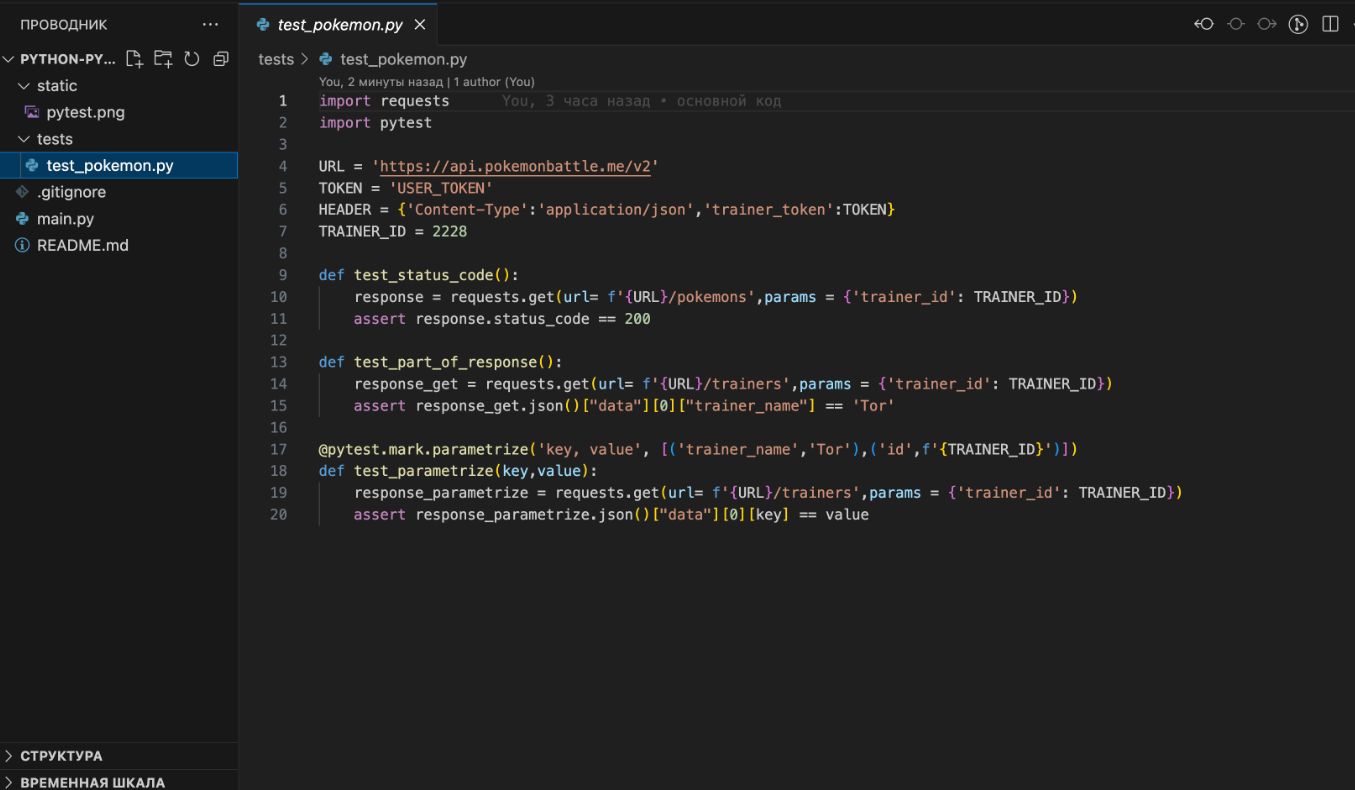 ПРОВОДНИК ...
PYTHON-PY...
static
pytest.png
tests
test_pokemon.py
.gitignore
main.py
README.md
СТРУКТУРА
ВРЕМЕННАЯ ШКАЛА
test_pokemon.py
tests > test_pokemon.py
You, 2 минуты назад | 1 author (You)
1 import requests You, 3 часа назад • основной код
2 import pytest
3
4 URL = 'https://api.pokemonbattle.me/v2'
5 TOKEN = 'USER_TOKEN'
6 HEADER = {'Content-Type':'application/json','trainer_token':TOKEN}
7 TRAINER_ID = 2228
8
9 def test_status_code():
10 response = requests.get(url= f'{URL}/pokemons',params = {'trainer_id': TRAINER_ID})
11 assert response.status_code == 200
12
13 def test_part_of_response():
14 response_get = requests.get(url= f'{URL}/trainers',params = {'trainer_id': TRAINER_ID})
15 assert response_get.json()["data"][0]["trainer_name"] == 'Tor'
16
17 @pytest.mark.parametrize('key, value', [('trainer_name','Tor'),('id',f'{TRAINER_ID}')])
18 def test_parametrize(key,value):
19 response_parametrize = requests.get(url= f'{URL}/trainers',params = {'trainer_id': TRAINER_ID})
20 assert response_parametrize.json()["data"][0][key] == value